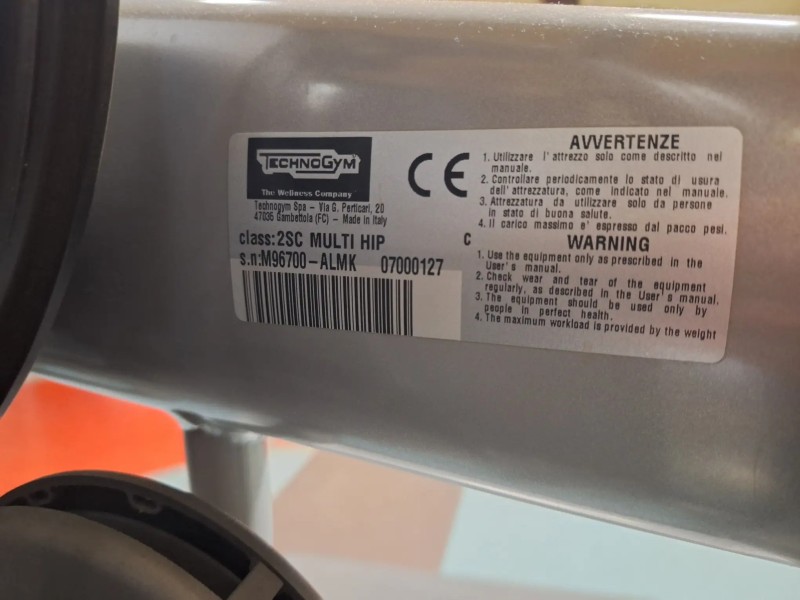 TECHNOGYM
The Wellness Company
Technogym Spa – Via G. Perticari, 20
47035 Gambettola (FC) – Made in Italy
CE
class:2SC MULTI HIP C
s.n:M96700-ALMK 07000127
AVVERTENZE
1. Utilizzare l'attrezzo solo come descritto nel
manuale.
2. Controllare periodicamente lo stato di usura
dell'attrezzatura, come indicato nel manuale.
3. Attrezzatura da utilizzare solo da persone
in stato di buona salute.
4. Il carico massimo e' espresso dal pacco pesi.
WARNING
1. Use the equipment only as prescribed in the
User's manual.
2. Check wear and tear of the equipment
regularly, as described in the User's manual.
3. The equipment should be used only by
people in perfect health.
4. The maximum workload is provided by the weight